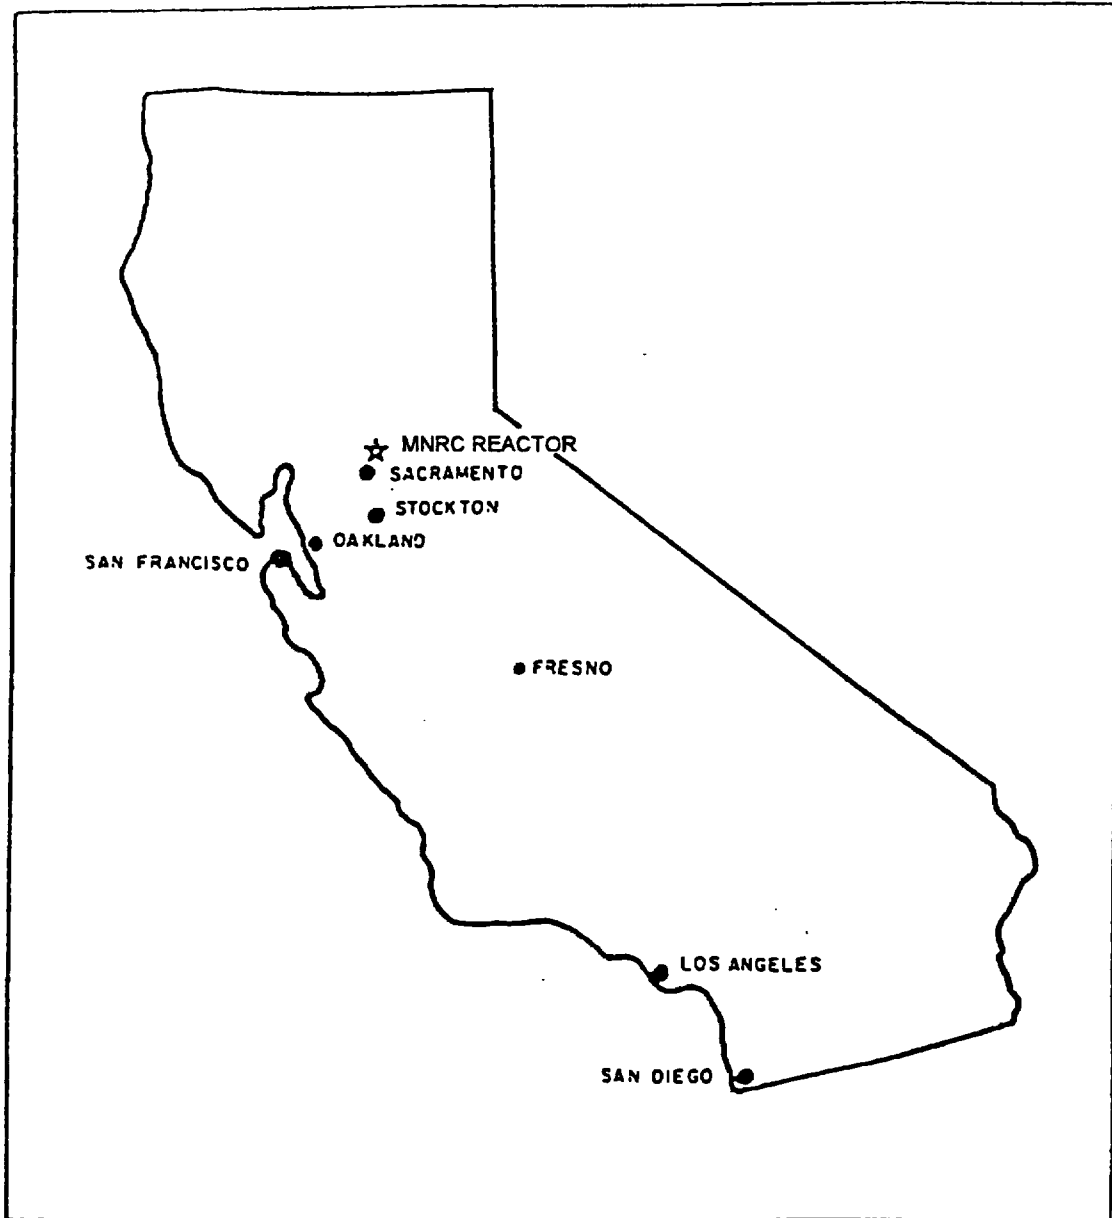 MNRC REACTOR
SACRAMENTO
STOCKTON
OAKLAND
SAN FRANCISCO
FRESNO
LOS ANGELES
SAN DIEGO